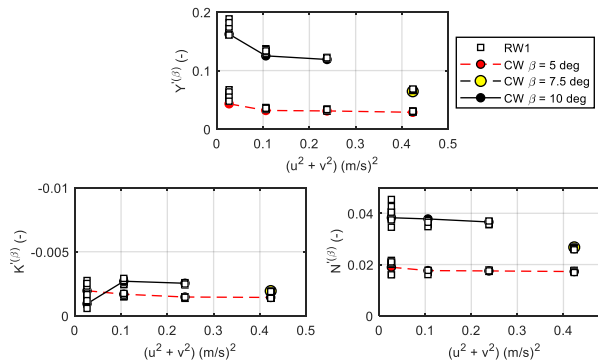 0.2
0.1
0
Y'(β) (-)
0 0.1 0.2 0.3 0.4 0.5
(u² + v²) (m/s)²
RW1
CW β = 5 deg
CW β = 7.5 deg
CW β = 10 deg
-0.01
-0.005
0
K'(β) (-)
0 0.1 0.2 0.3 0.4 0.5
(u² + v²) (m/s)²
0.04
0.02
0
N'(β) (-)
0 0.1 0.2 0.3 0.4 0.5
(u² + v²) (m/s)²